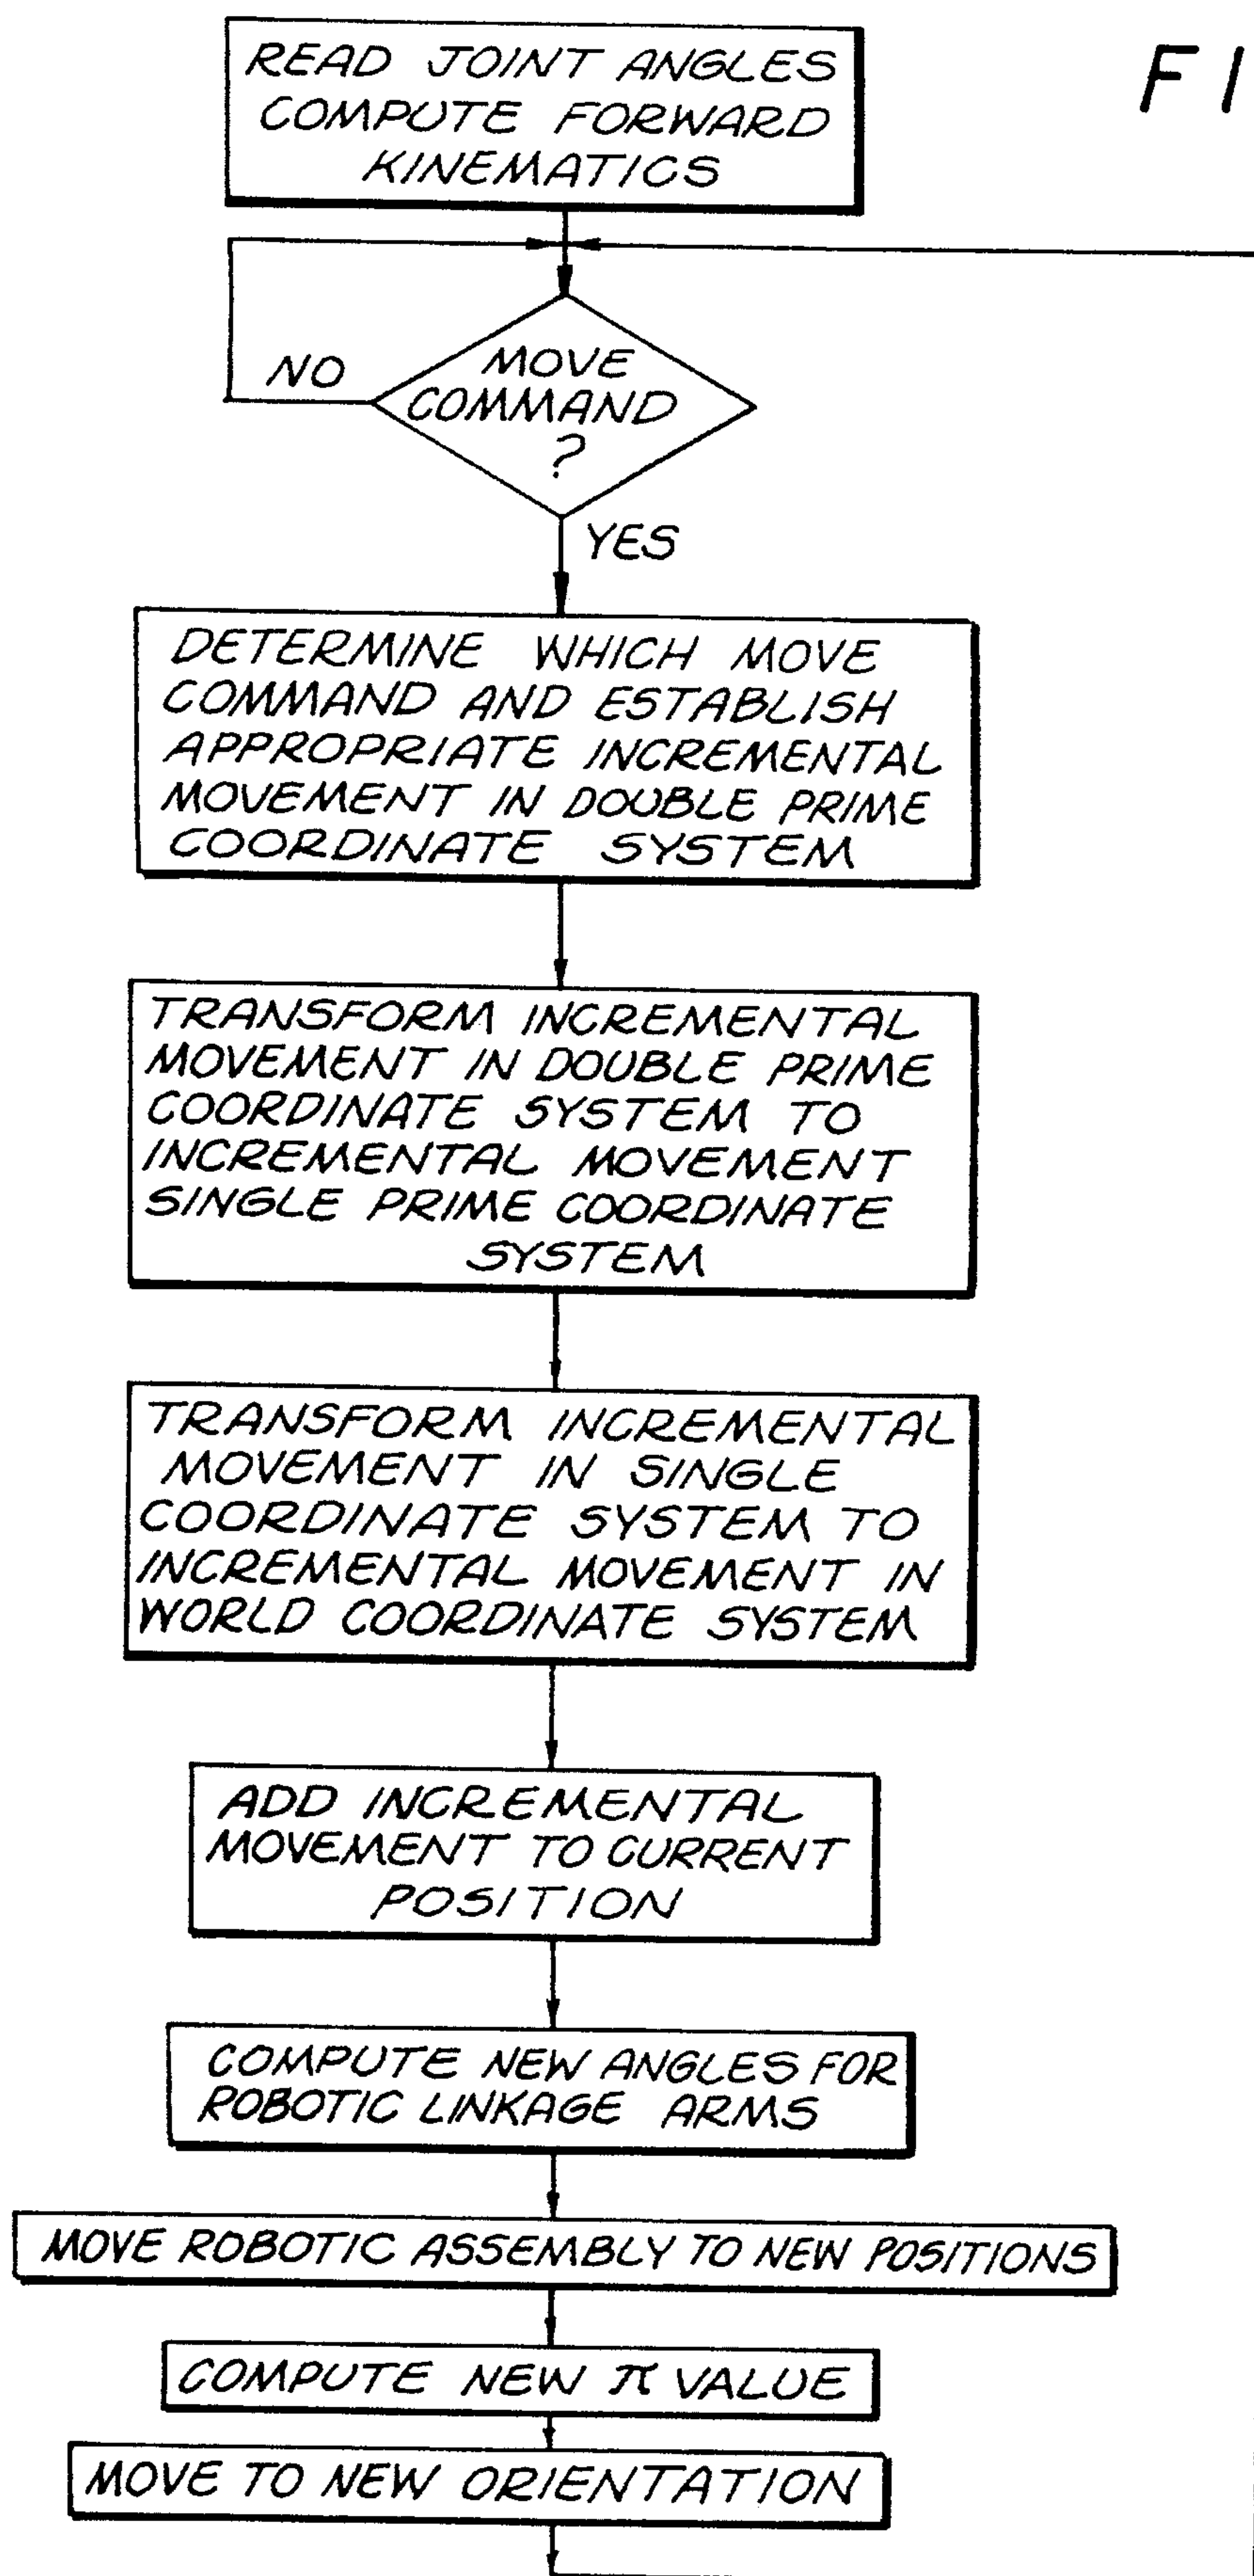 READ JOINT ANGLES
COMPUTE FORWARD
KINEMATICS
FI
MOVE
COMMAND
?
NO
YES
DETERMINE WHICH MOVE
COMMAND AND ESTABLISH
APPROPRIATE INCREMENTAL
MOVEMENT IN DOUBLE PRIME
COORDINATE SYSTEM
TRANSFORM INCREMENTAL
MOVEMENT IN DOUBLE PRIME
COORDINATE SYSTEM TO
INCREMENTAL MOVEMENT
SINGLE PRIME COORDINATE
SYSTEM
TRANSFORM INCREMENTAL
MOVEMENT IN SINGLE
COORDINATE SYSTEM TO
INCREMENTAL MOVEMENT IN
WORLD COORDINATE SYSTEM
ADD INCREMENTAL
MOVEMENT TO CURRENT
POSITION
COMPUTE NEW ANGLES FOR
ROBOTIC LINKAGE ARMS
MOVE ROBOTIC ASSEMBLY TO NEW POSITIONS
COMPUTE NEW π VALUE
MOVE TO NEW ORIENTATION